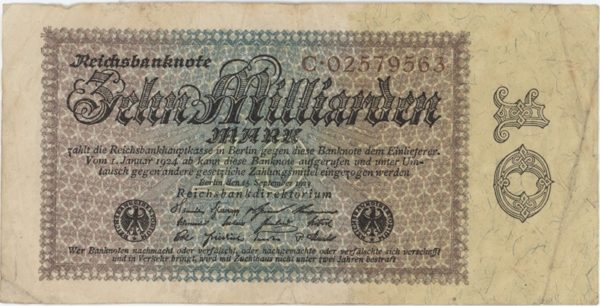 Reichsbanknote C·02579563
Zehn Milliarden
MARK
zahlt die Reichsbankhauptkasse in Berlin gegen diese Banknote dem Einlieferer.
Vom 1. Januar 1924 ab kann diese Banknote aufgerufen und unter Um-
tausch gegen andere gesetzliche Zahlungsmittel eingezogen werden
Berlin, den 15. September 1923
Reichsbankdirektorium
Wer Banknoten nachmacht oder verfälscht, oder nachgemachte oder verfälschte sich verschafft
und in Verkehr bringt, wird mit Zuchthaus nicht unter zwei Jahren bestraft
10